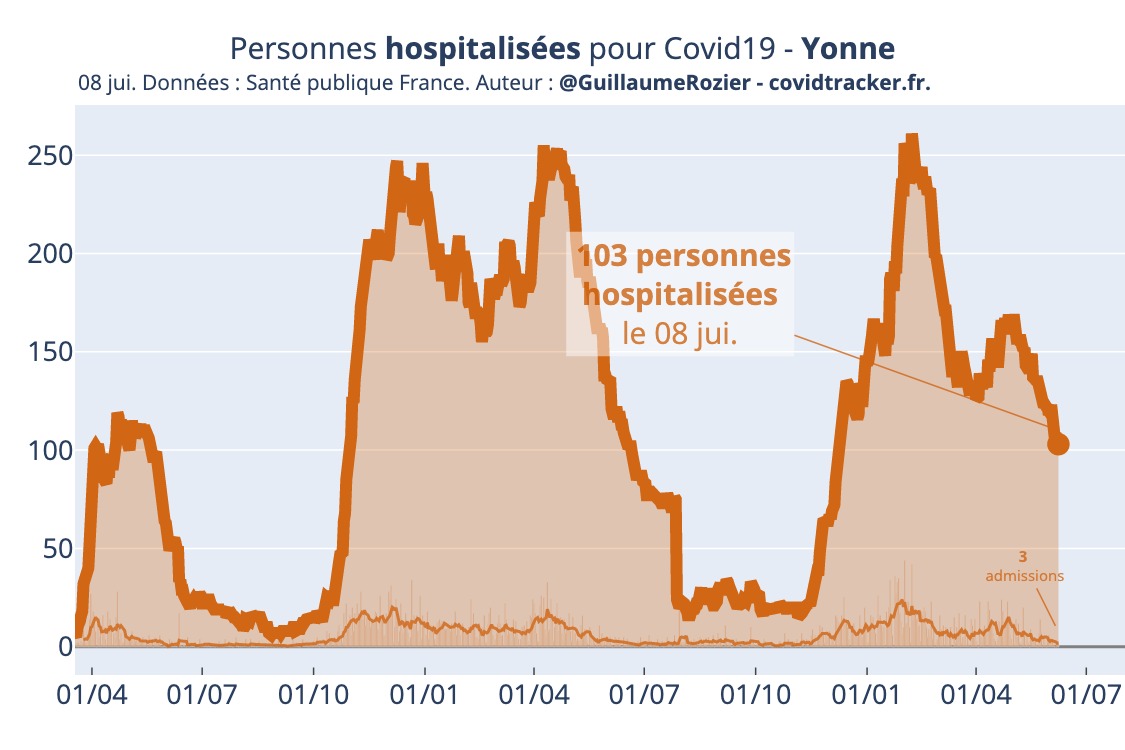 Personnes hospitalisées pour Covid19 - Yonne
08 jui. Données : Santé publique France. Auteur : @GuillaumeRozier - covidtracker.fr.
250
200
150
100
50
0
103 personnes
hospitalisées
le 08 jui.
3
admissions
01/04 01/07 01/10 01/01 01/04 01/07 01/10 01/01 01/04 01/07